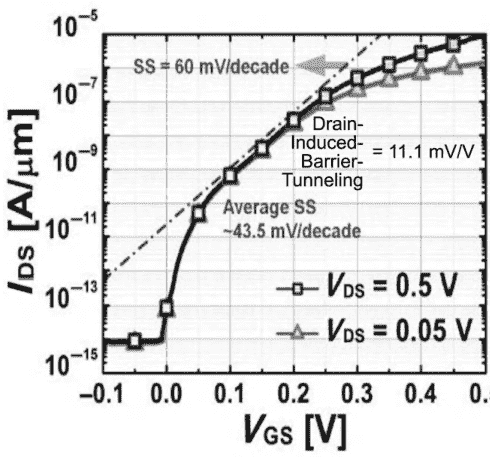 10⁻⁵
SS = 60 mV/decade
10⁻⁷
Drain-
Induced-
Barrier-
Tunneling
= 11.1 mV/V
10⁻⁹
Average SS
~43.5 mV/decade
10⁻¹¹
10⁻¹³
10⁻¹⁵
I_DS [A/μm]
V_DS = 0.5 V
V_DS = 0.05 V
−0.1 0.0 0.1 0.2 0.3 0.4 0.
V_GS [V]